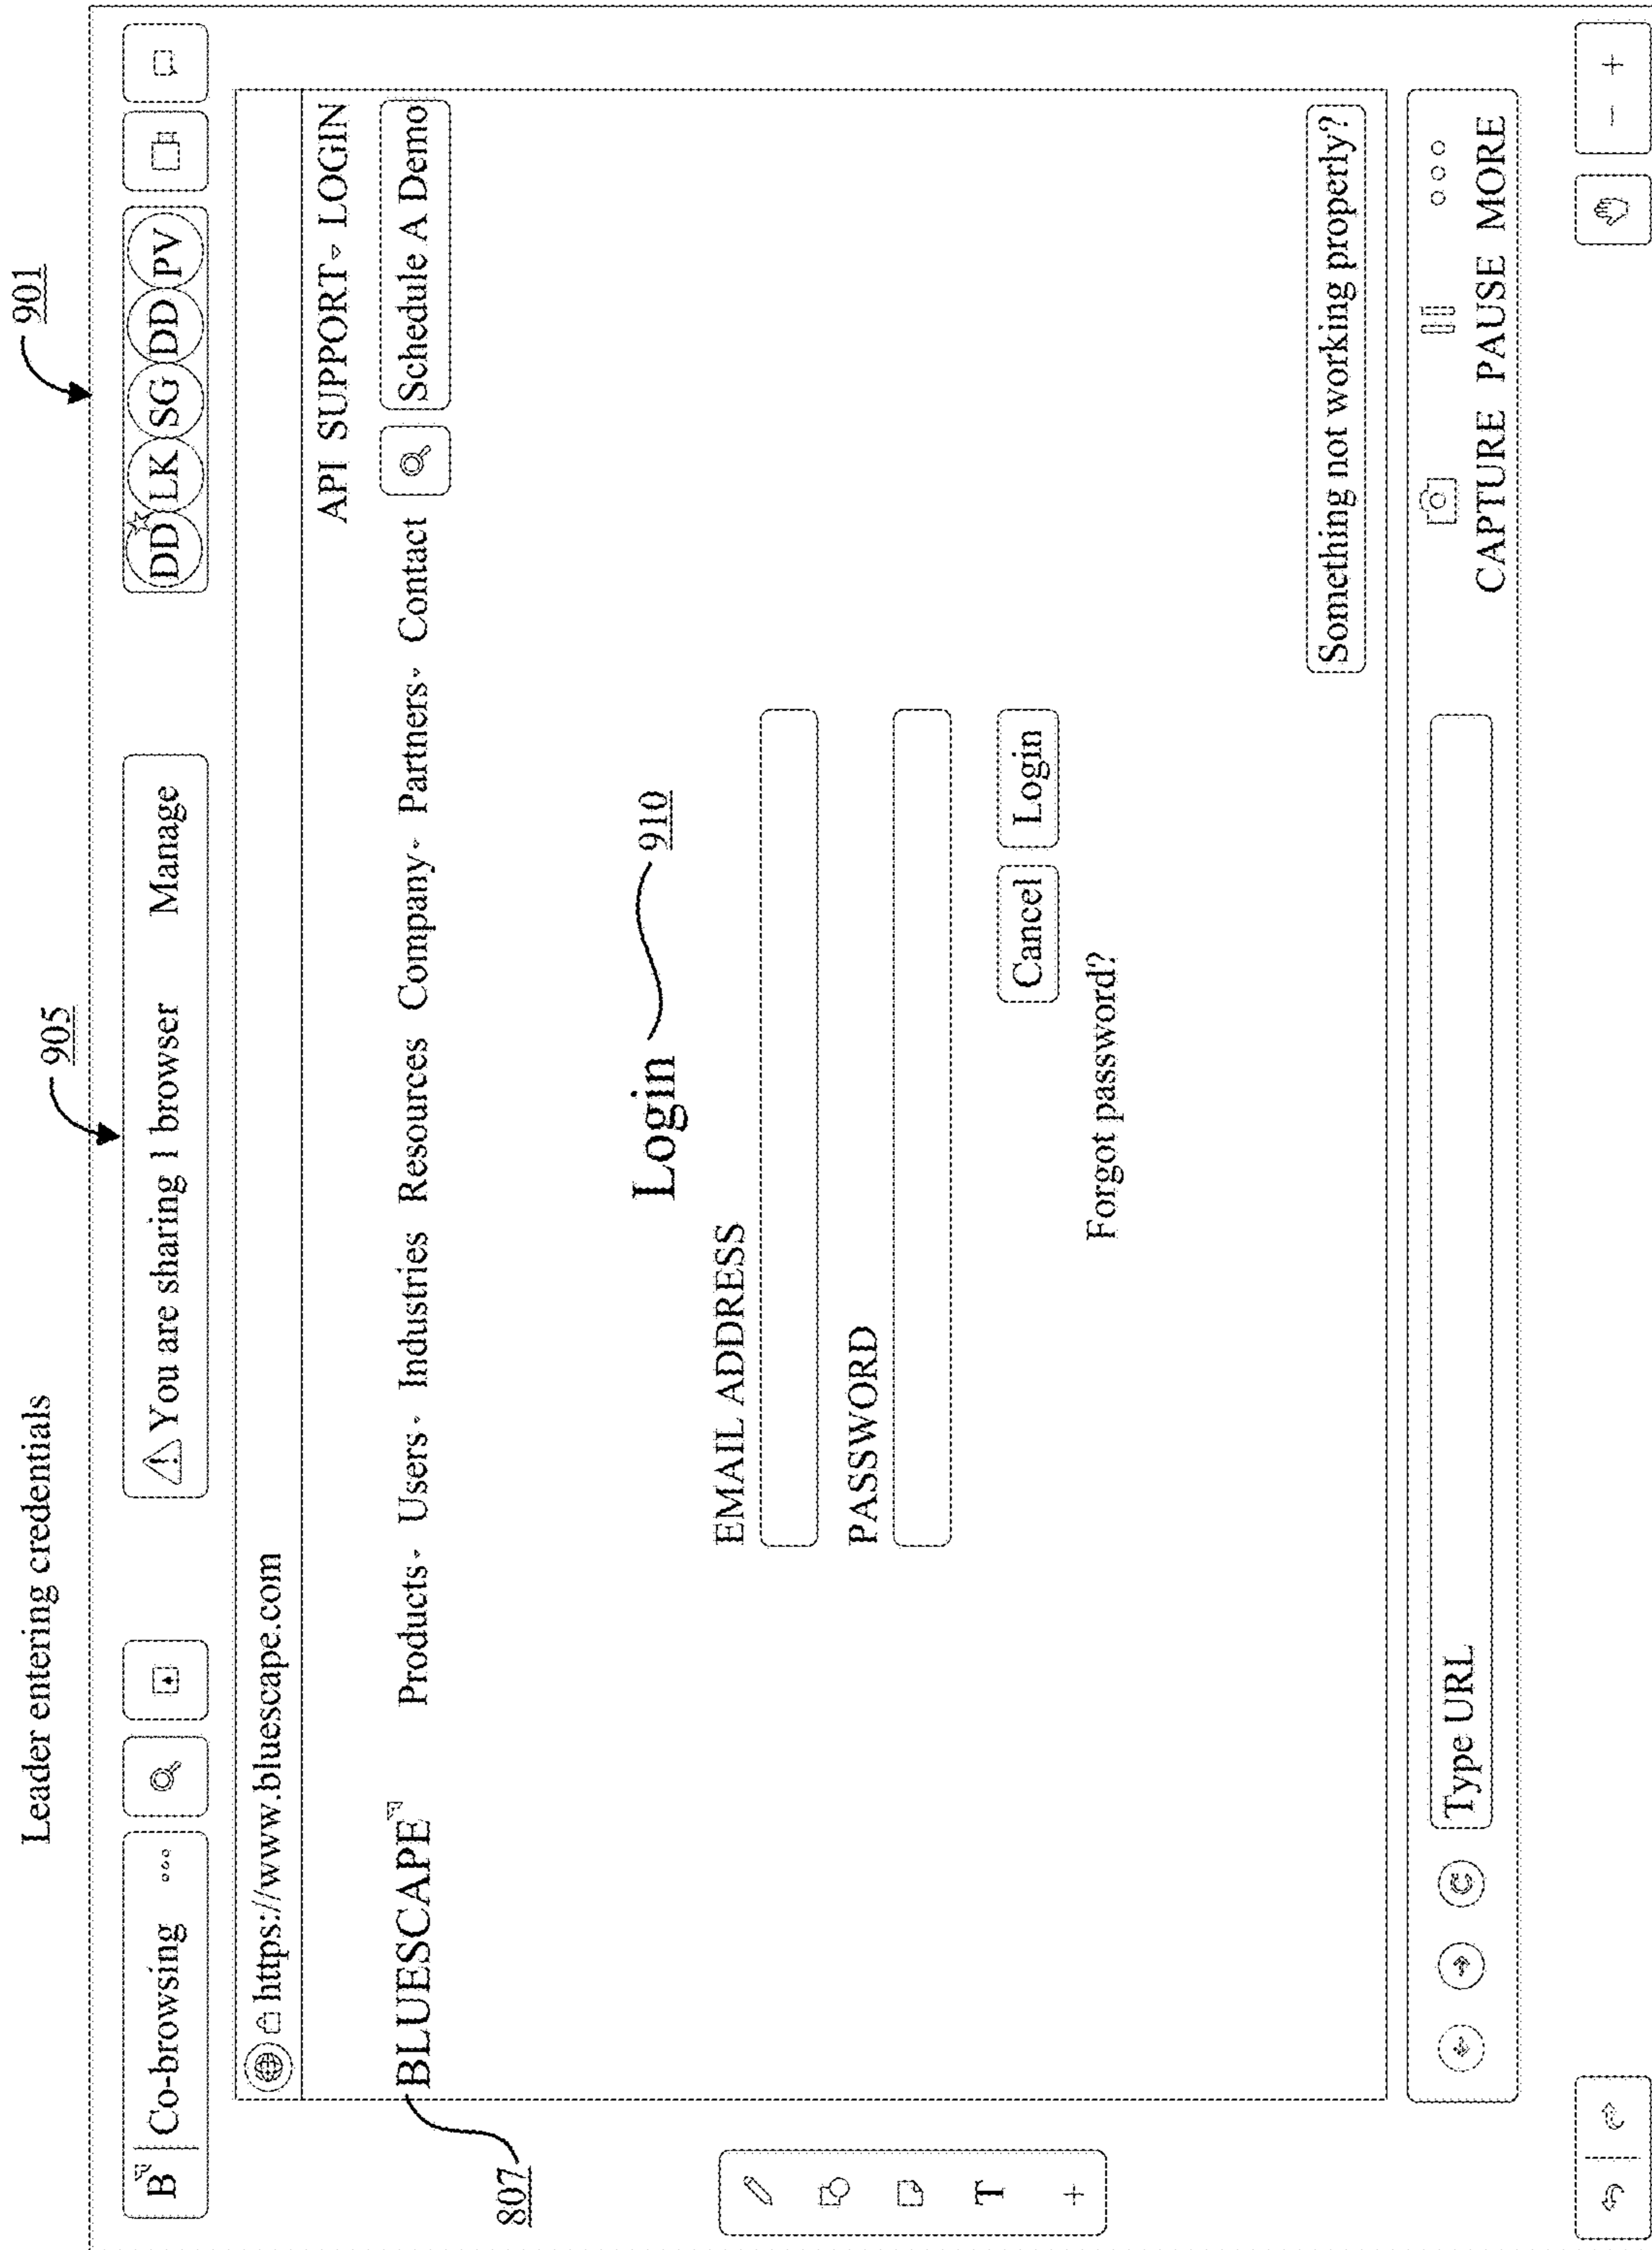 Leader entering credentials
905
901
B Co-browsing
You are sharing 1 browser Manage
DD LK SG DD PV
https://www.bluescape.com
API SUPPORT LOGIN
807
BLUESCAPE Products Users Industries Resources Company Partners Contact Schedule A Demo
Login 910
EMAIL ADDRESS
PASSWORD
T
Cancel Login
Forgot password?
Something not working properly?
Type URL
CAPTURE PAUSE MORE